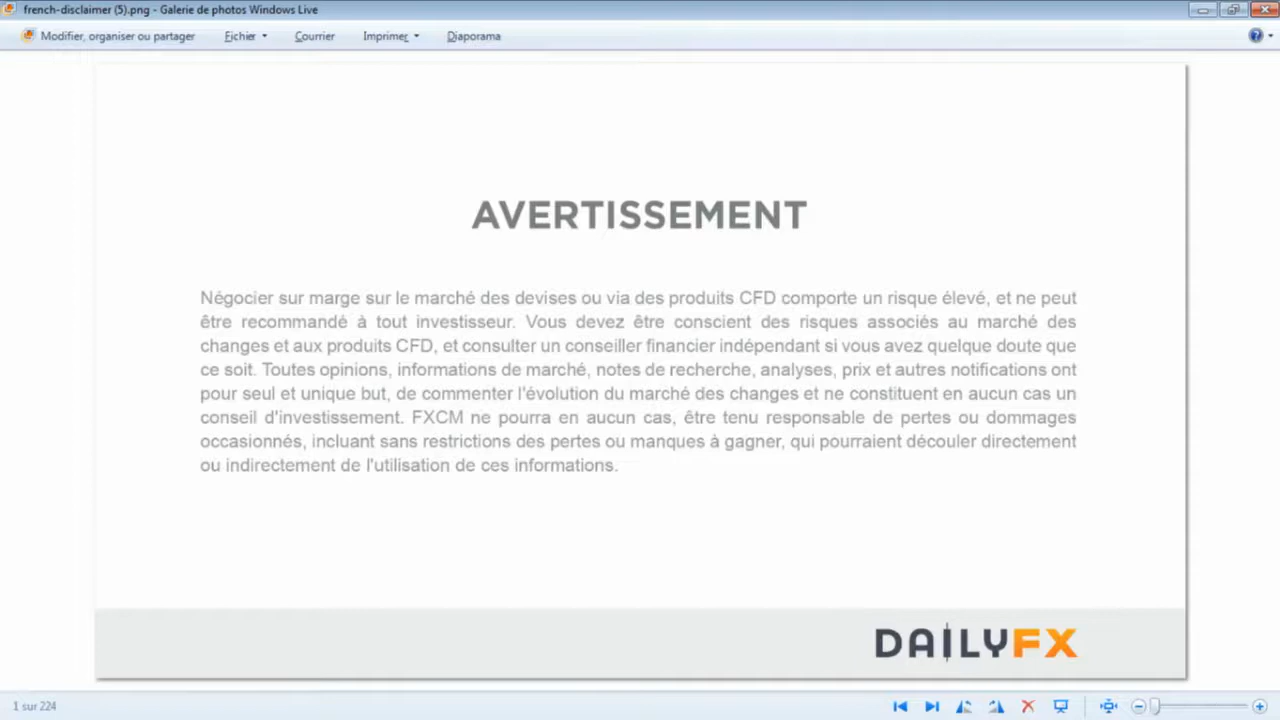 french-disclaimer (5).png - Galerie de photos Windows Live
Modifier, organiser ou partager Fichier Courrier Imprimer Diaporama
AVERTISSEMENT
Négocier sur marge sur le marché des devises ou via des produits CFD comporte un risque élevé, et ne peut
être recommandé à tout investisseur. Vous devez être conscient des risques associés au marché des
changes et aux produits CFD, et consulter un conseiller financier indépendant si vous avez quelque doute que
ce soit. Toutes opinions, informations de marché, notes de recherche, analyses, prix et autres notifications ont
pour seul et unique but, de commenter l'évolution du marché des changes et ne constituent en aucun cas un
conseil d'investissement. FXCM ne pourra en aucun cas, être tenu responsable de pertes ou dommages
occasionnés, incluant sans restrictions des pertes ou manques à gagner, qui pourraient découler directement
ou indirectement de l'utilisation de ces informations.
DAILYFX
1 sur 224